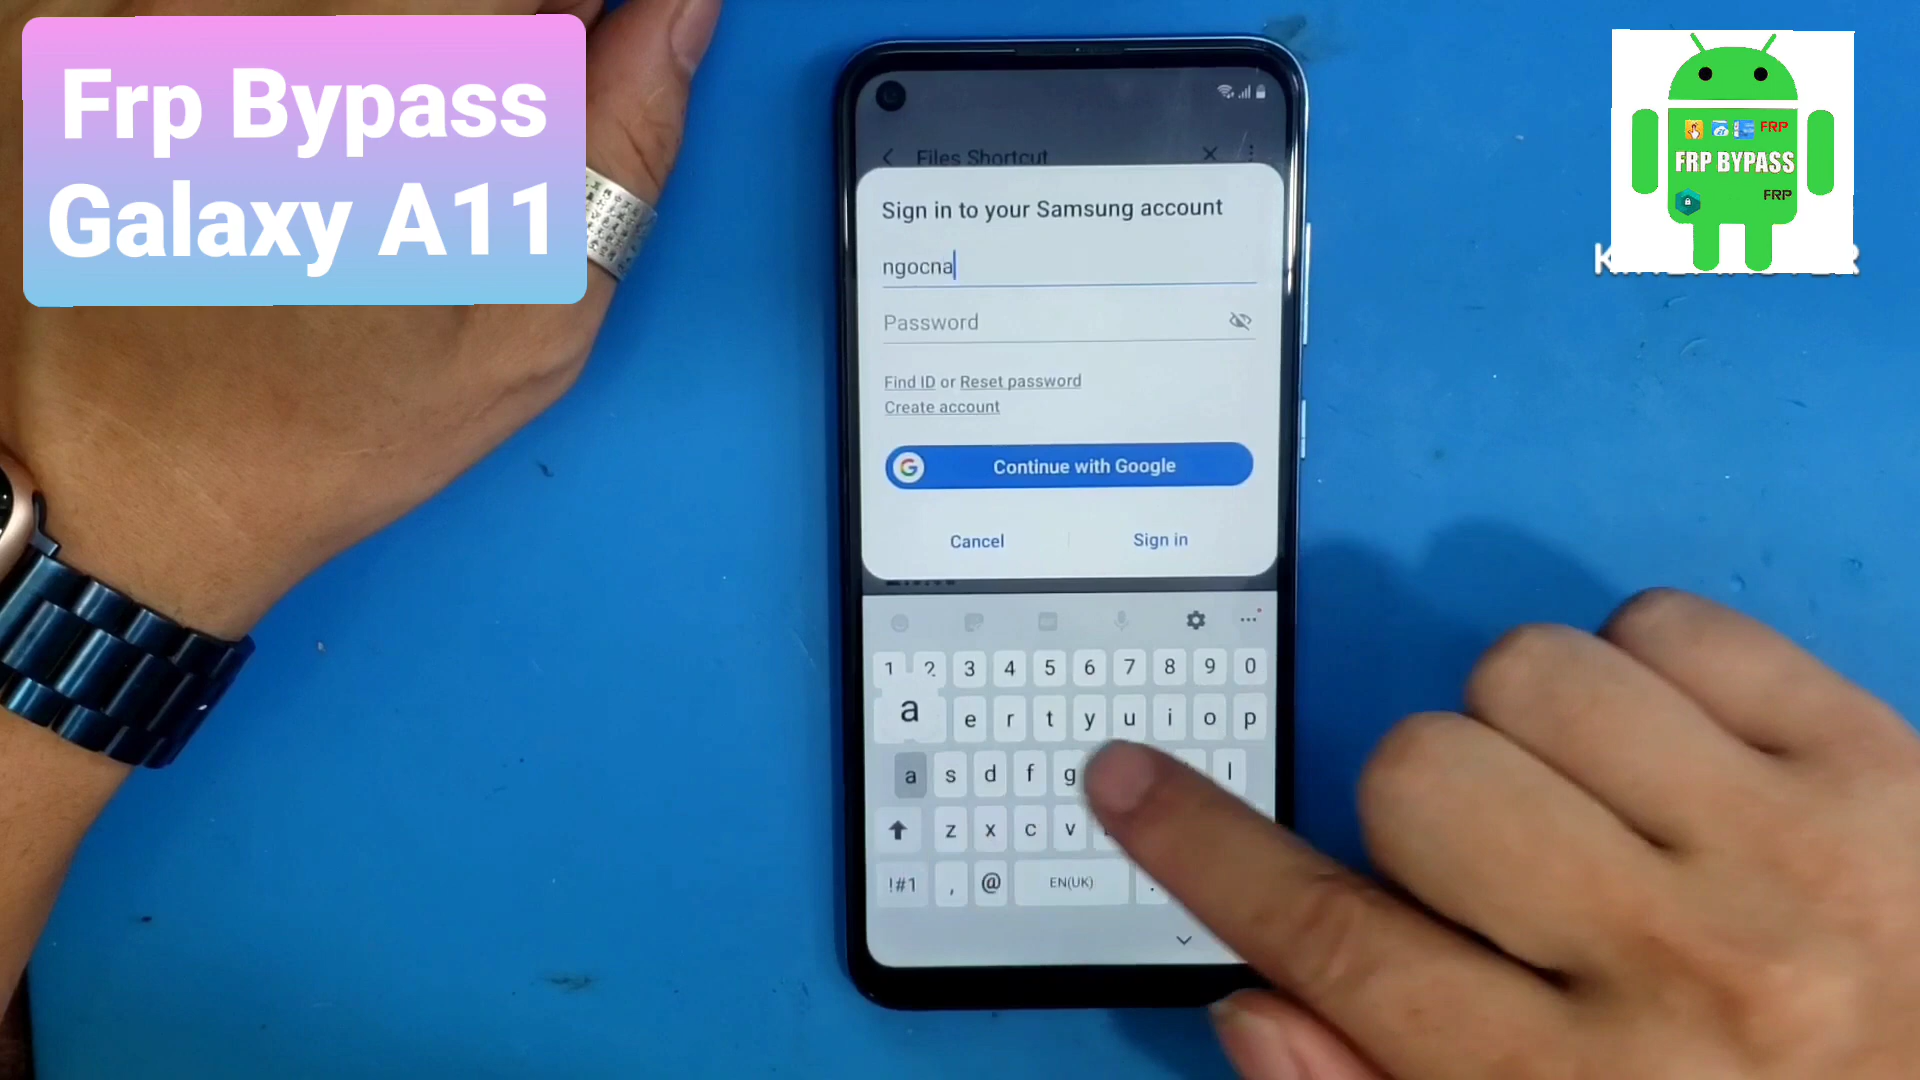 Frp Bypass
Galaxy A11
FRP
FRP BYPASS
FRP
Files Shortcut
Sign in to your Samsung account
ngocna
Password
Find ID or Reset password
Create account
G Continue with Google
Cancel
Sign in
1 2 3 4 5 6 7 8 9 0
a e r t y u i o p
a s d f g l
z x c v
!#1 , @ EN(UK) .